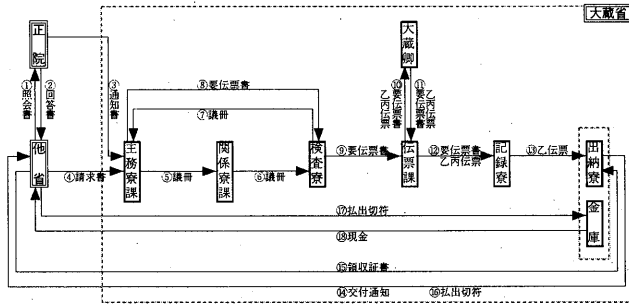 大蔵省
正院
大蔵卿
①照会書
②回答書
③通知書
⑧要伝票書
⑦議冊
⑩要伝票書
乙丙伝票
⑪要伝票書
乙丙伝票
他省
主務寮課
関係寮課
検査寮
伝票課
記録寮
出納寮
④請求書
⑤議冊
⑥議冊
⑨要伝票書
⑫要伝票書
乙丙伝票
⑬乙伝票
金庫
⑰払出切符
⑱現金
⑮領収証書
⑭交付通知
⑯払出切符